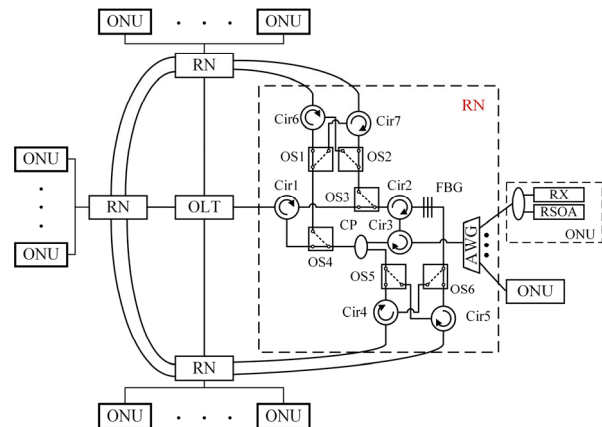 ONU
. . .
ONU
RN
RN
Cir6
Cir7
OS1
OS2
ONU
.
.
.
ONU
RN
OLT
Cir1
OS3
Cir2
FBG
CP
Cir3
OS4
AWG
RX
RSOA
ONU
OS5
OS6
ONU
Cir4
Cir5
RN
ONU
. . .
ONU